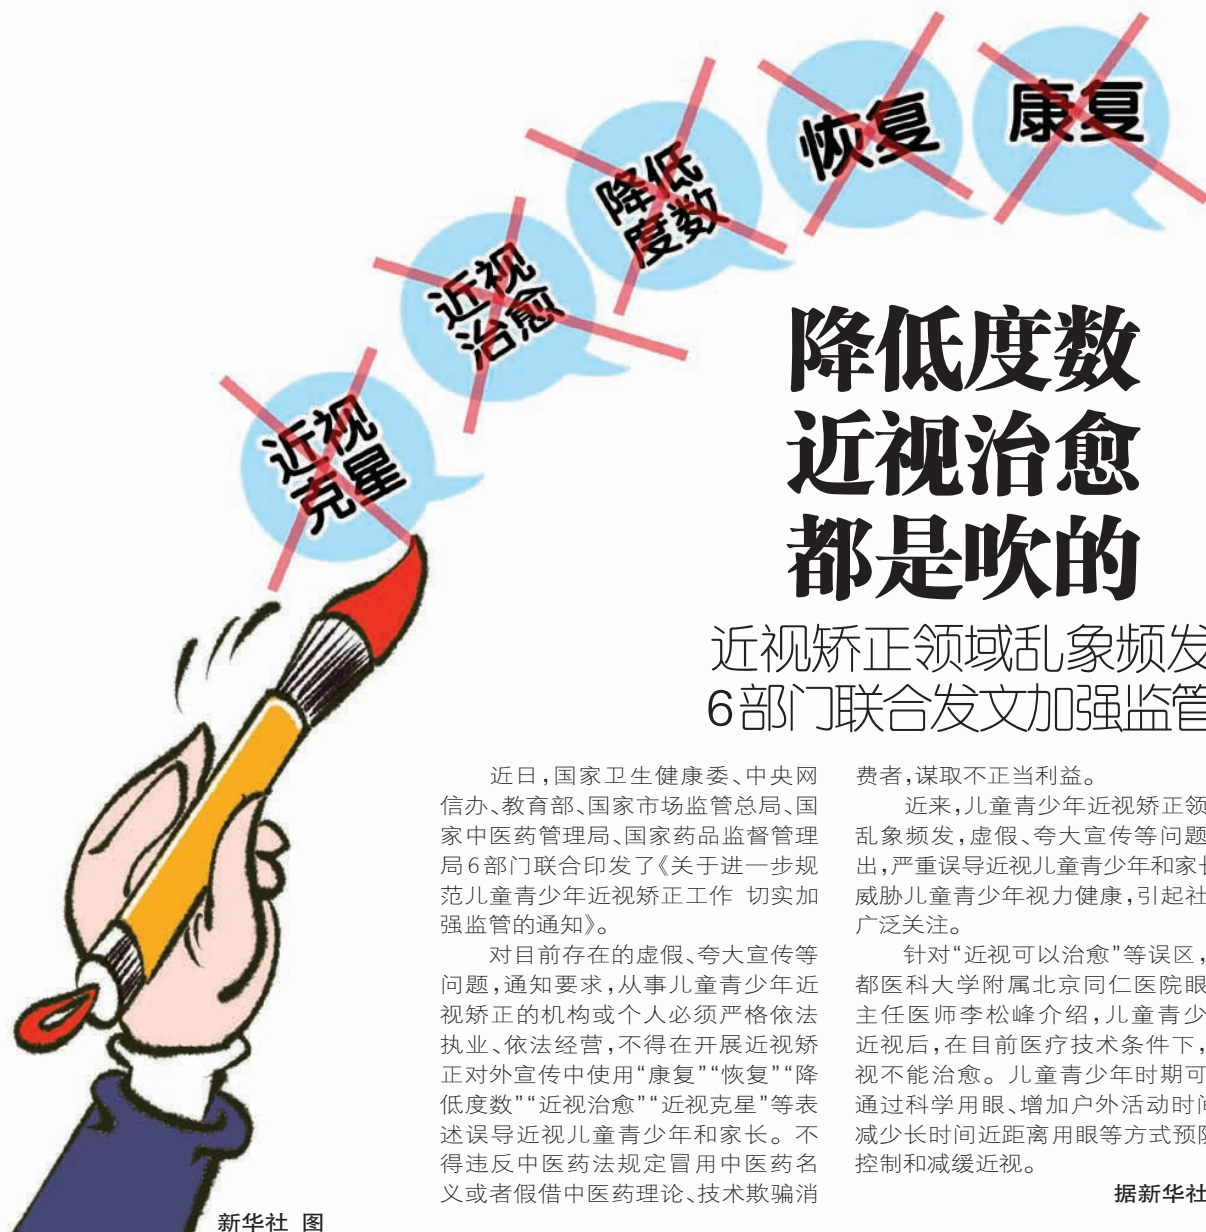 康复
恢复
降低
度数
近视
治愈
近视
克星
降低度数
近视治愈
都是吹的
近视矫正领域乱象频发
6部门联合发文加强监管
近日，国家卫生健康委、中央网
信办、教育部、国家市场监管总局、国
家中医药管理局、国家药品监督管理
局6部门联合印发了《关于进一步规
范儿童青少年近视矫正工作 切实加
强监管的通知》。
对目前存在的虚假、夸大宣传等
问题，通知要求，从事儿童青少年近
视矫正的机构或个人必须严格依法
执业、依法经营，不得在开展近视矫
正对外宣传中使用“康复”“恢复”“降
低度数”“近视治愈”“近视克星”等表
述误导近视儿童青少年和家长。不
得违反中医药法规定冒用中医药名
义或者假借中医药理论、技术欺骗消
费者，谋取不正当利益。
近来，儿童青少年近视矫正领
乱象频发，虚假、夸大宣传等问题
出，严重误导近视儿童青少年和家长
威胁儿童青少年视力健康，引起社
广泛关注。
针对“近视可以治愈”等误区，
都医科大学附属北京同仁医院眼
主任医师李松峰介绍，儿童青少
近视后，在目前医疗技术条件下，
视不能治愈。儿童青少年时期可
通过科学用眼、增加户外活动时间
减少长时间近距离用眼等方式预防
控制和减缓近视。
据新华社
新华社 图